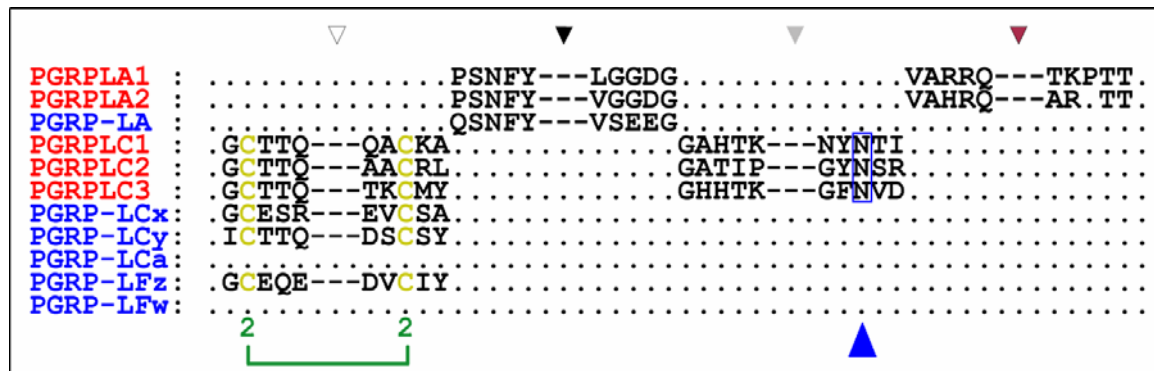 PGRPLA1 : ..............PSNFY---LGGDG.............VARRQ---TKPTT.
PGRPLA2 : ..............PSNFY---VGGDG.............VAHRQ---AR.TT.
PGRP-LA : ..............QSNFY---VSEEG...........................
PGRPLC1 : .GCTTQ---QACKA.............GAHTK---NYNTI..............
PGRPLC2 : .GCTTQ---AACRL.............GATIP---GYNSR..............
PGRPLC3 : .GCTTQ---TKCMY.............GHHTK---GFNVD..............
PGRP-LCx: .GCESR---EVCSA........................................
PGRP-LCy: .ICTTQ---DSCSY........................................
PGRP-LCa: ......................................................
PGRP-LFz: .GCEQE---DVCIY........................................
PGRP-LFw: ......................................................
2 2